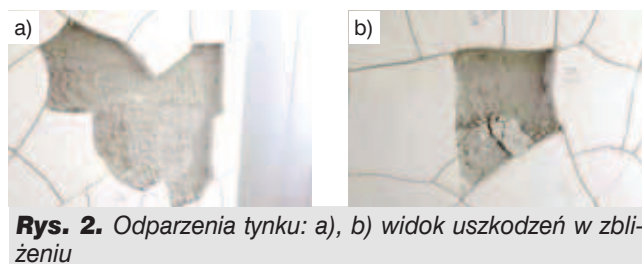 a)
b)
Rys. 2. Odparzenia tynku: a), b) widok uszkodzeń w zbli-
żeniu